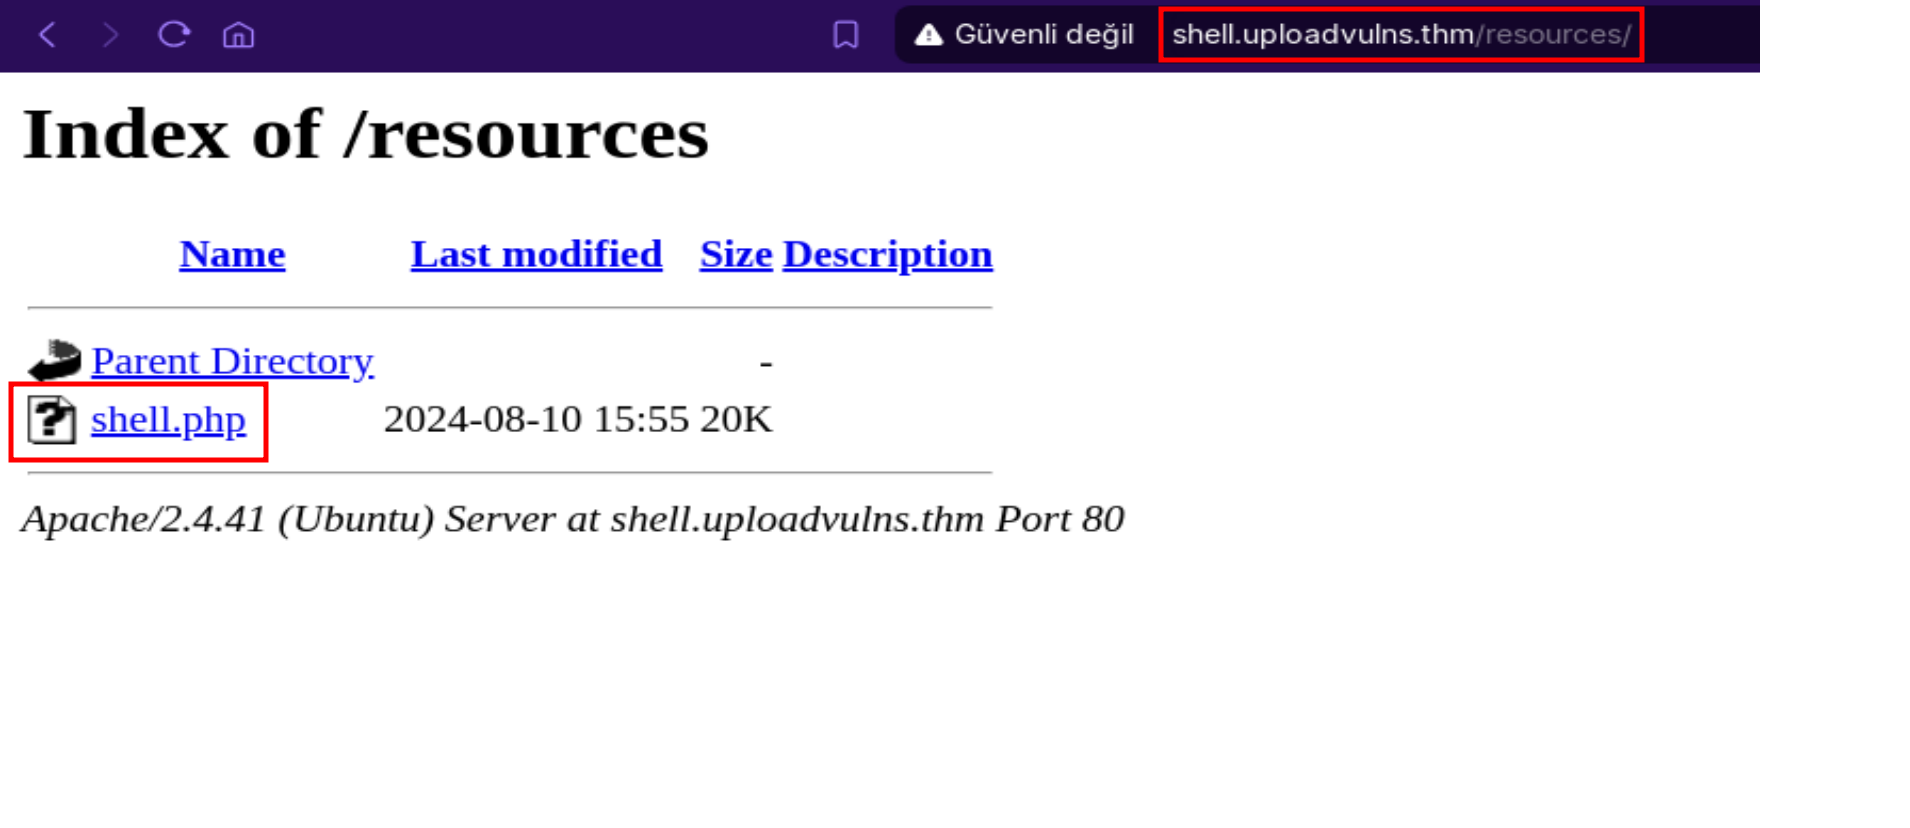 Güvenli değil shell.uploadvulns.thm/resources/
Index of /resources
Name Last modified Size Description
Parent Directory -
shell.php 2024-08-10 15:55 20K
Apache/2.4.41 (Ubuntu) Server at shell.uploadvulns.thm Port 80